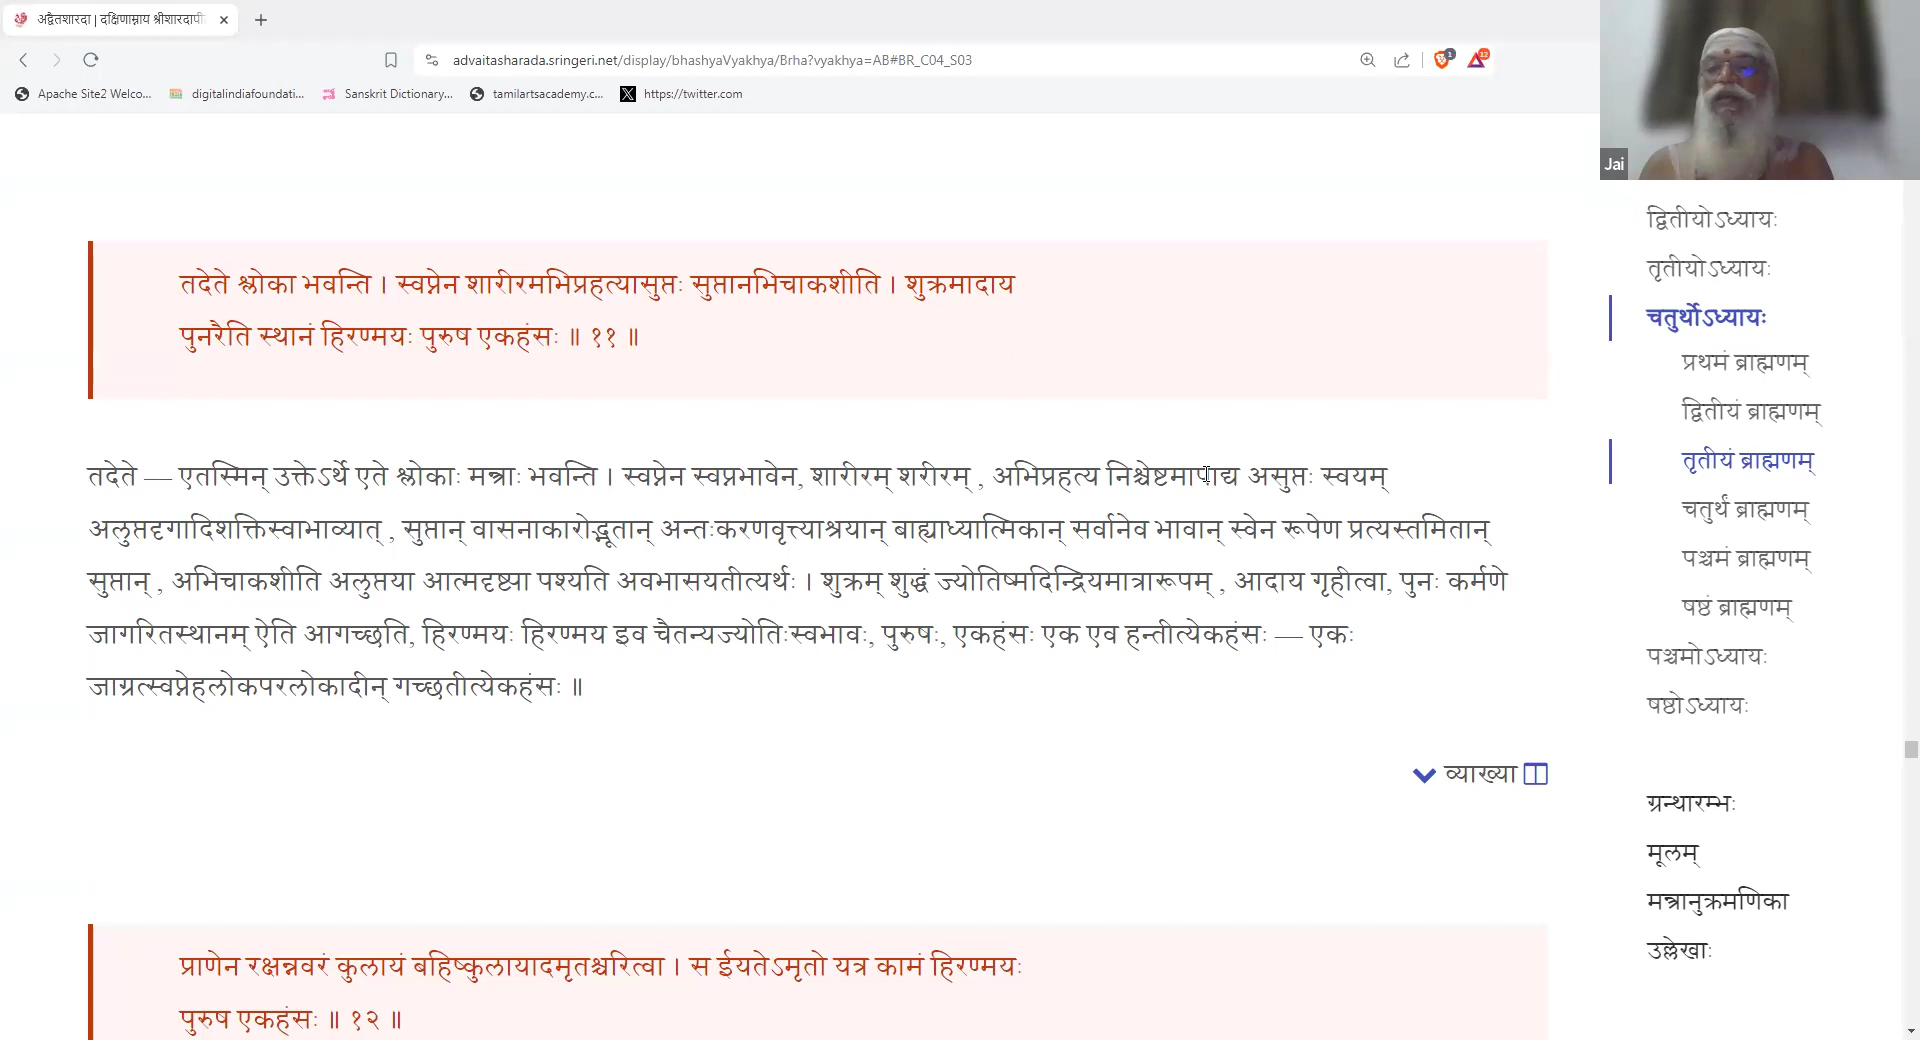 अद्वैतशारदा | दक्षिणाम्नाय श्रीशारदापी
advaitasharada.sringeri.net/display/bhashyaVyakhya/Brha?vyakhya=AB#BR_C04_S03
1
12
Apache Site2 Welco... digitalindiafoundati... Sanskrit Dictionary... tamilartsacademy.c... https://twitter.com
Jai
तदेते श्लोका भवन्ति । स्वप्नेन शारीरमभिप्रहत्यासुप्तः सुप्तानभिचाकशीति । शुक्रमादाय
पुनरैति स्थानं हिरण्मयः पुरुष एकहंसः ॥ ११ ॥
तदेते — एतस्मिन् उक्तेऽर्थे एते श्लोकाः मन्त्राः भवन्ति । स्वप्नेन स्वप्नभावेन, शारीरम् शरीरम् , अभिप्रहत्य निश्चेष्टमापाद्य असुप्तः स्वयम्
अलुप्तदृगादिशक्तिस्वाभाव्यात् , सुप्तान् वासनाकारोद्भूतान् अन्तःकरणवृत्त्याश्रयान् बाह्याध्यात्मिकान् सर्वानेव भावान् स्वेन रूपेण प्रत्यस्तमितान्
सुप्तान् , अभिचाकशीति अलुप्तया आत्मदृष्ट्या पश्यति अवभासयतीत्यर्थः । शुक्रम् शुद्धं ज्योतिष्मदिन्द्रियमात्रारूपम् , आदाय गृहीत्वा, पुनः कर्मणे
जागरितस्थानम् ऐति आगच्छति, हिरण्मयः हिरण्मय इव चैतन्यज्योतिःस्वभावः, पुरुषः, एकहंसः एक एव हन्तीत्येकहंसः — एकः
जाग्रत्स्वप्नेहलोकपरलोकादीन् गच्छतीत्येकहंसः ॥
व्याख्या
प्राणेन रक्षन्नवरं कुलायं बहिष्कुलायादमृतश्चरित्वा । स ईयतेऽमृतो यत्र कामं हिरण्मयः
पुरुष एकहंसः ॥ १२ ॥
द्वितीयोऽध्यायः
तृतीयोऽध्यायः
चतुर्थोऽध्यायः
प्रथमं ब्राह्मणम्
द्वितीयं ब्राह्मणम्
तृतीयं ब्राह्मणम्
चतुर्थं ब्राह्मणम्
पञ्चमं ब्राह्मणम्
षष्ठं ब्राह्मणम्
पञ्चमोऽध्यायः
षष्ठोऽध्यायः
ग्रन्थारम्भः
मूलम्
मन्त्रानुक्रमणिका
उल्लेखाः